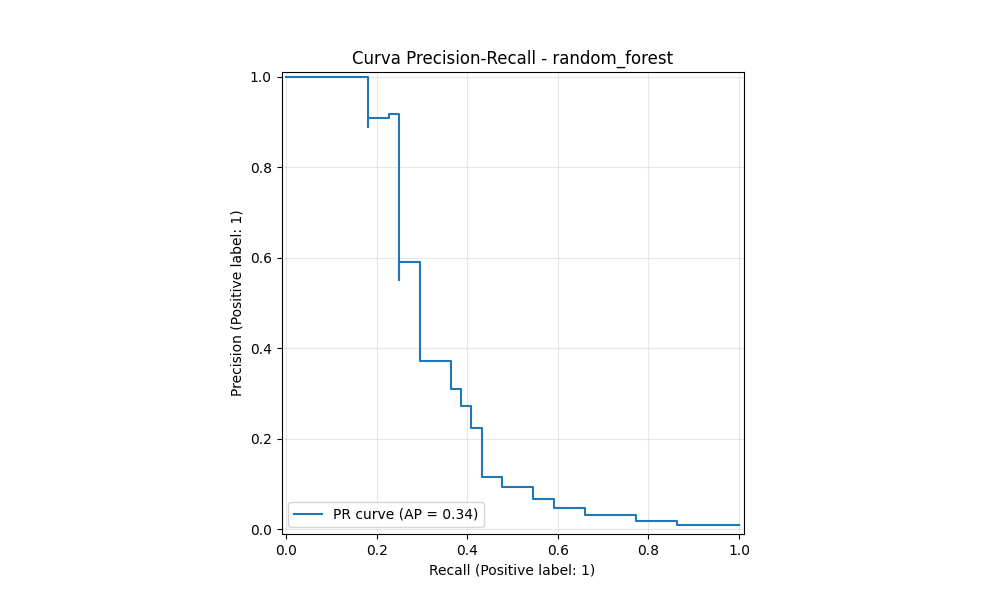 Curva Precision-Recall - random_forest
1.0
0.8
0.6
0.4
0.2
0.0
Precision (Positive label: 1)
PR curve (AP = 0.34)
0.0 0.2 0.4 0.6 0.8 1.0
Recall (Positive label: 1)